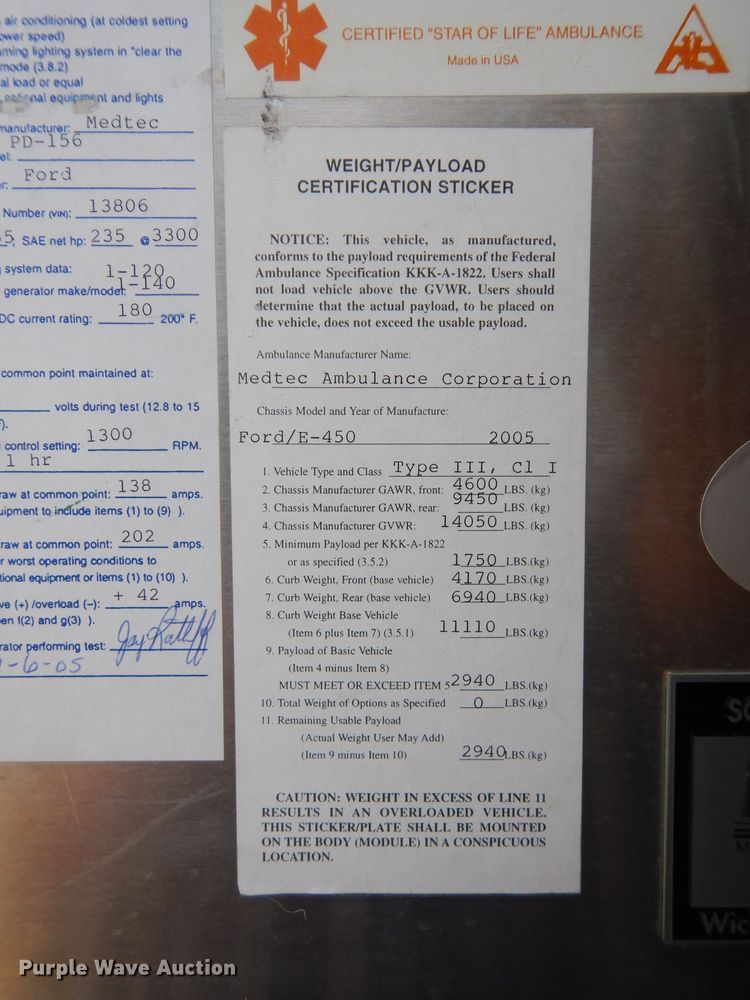 air conditioning (at coldest setting
ower speed)
ming lighting system in "clear the
mode (3.8.2)
al load or equal
optional equipment and lights
manufacturer: Medtec
PD-156
el:
r: Ford
Number (VIN): 13806
5, SAE net hp: 235 @ 3300
system data: 1-120
generator make/model: 1-140
DC current rating: 180 200° F.
common point maintained at:
volts during test (12.8 to 15
).
control setting: 1300 RPM.
1 hr
raw at common point: 138 amps.
uipment to include items (1) to (9) ).
raw at common point: 202 amps.
r worst operating conditions to
tional equipment or items (1) to (10) ).
ve (+) /overload (-): + 42 amps.
en f(2) and g(3) ).
rator performing test:
-6-05
CERTIFIED "STAR OF LIFE" AMBULANCE
Made in USA
WEIGHT/PAYLOAD
CERTIFICATION STICKER
NOTICE: This vehicle, as manufactured,
conforms to the payload requirements of the Federal
Ambulance Specification KKK-A-1822. Users shall
not load vehicle above the GVWR. Users should
determine that the actual payload, to be placed on
the vehicle, does not exceed the usable payload.
Ambulance Manufacturer Name:
Medtec Ambulance Corporation
Chassis Model and Year of Manufacture:
Ford/E-450 2005
1. Vehicle Type and Class Type III, Cl I
2. Chassis Manufacturer GAWR, front: 4600 LBS. (kg)
3. Chassis Manufacturer GAWR, rear: 9450 LBS. (kg)
4. Chassis Manufacturer GVWR: 14050 LBS. (kg)
5. Minimum Payload per KKK-A-1822
or as specified (3.5.2) 1750 LBS.(kg)
6. Curb Weight, Front (base vehicle) 4170 LBS.(kg)
7. Curb Weight, Rear (base vehicle) 6940 LBS.(kg)
8. Curb Weight Base Vehicle
(Item 6 plus Item 7) (3.5.1) 11110 LBS.(kg)
9. Payload of Basic Vehicle
(Item 4 minus Item 8)
MUST MEET OR EXCEED ITEM 5 2940 LBS.(kg)
10. Total Weight of Options as Specified 0 LBS.(kg)
11. Remaining Usable Payload
(Actual Weight User May Add)
(Item 9 minus Item 10) 2940 LBS.(kg)
CAUTION: WEIGHT IN EXCESS OF LINE 11
RESULTS IN AN OVERLOADED VEHICLE.
THIS STICKER/PLATE SHALL BE MOUNTED
ON THE BODY (MODULE) IN A CONSPICUOUS
LOCATION.
Wic
Purple Wave Auction